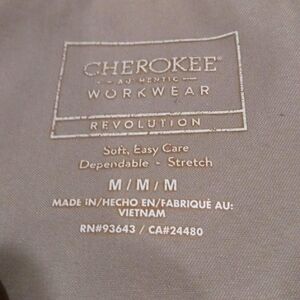 CHEROKEE®
AUTHENTIC
WORKWEAR
REVOLUTION
Soft, Easy Care
Dependable - Stretch
M/M/M
MADE IN/HECHO EN/FABRIQUÉ AU:
VIETNAM
RN#93643 / CA#24480